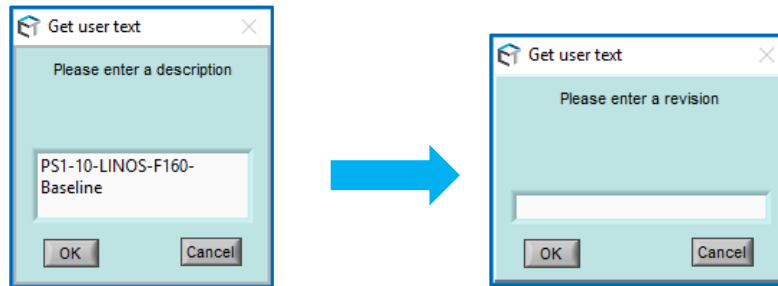 Get user text
Please enter a description
PS1-10-LINOS-F160-
Baseline
OK Cancel
Get user text
Please enter a revision
OK Cancel